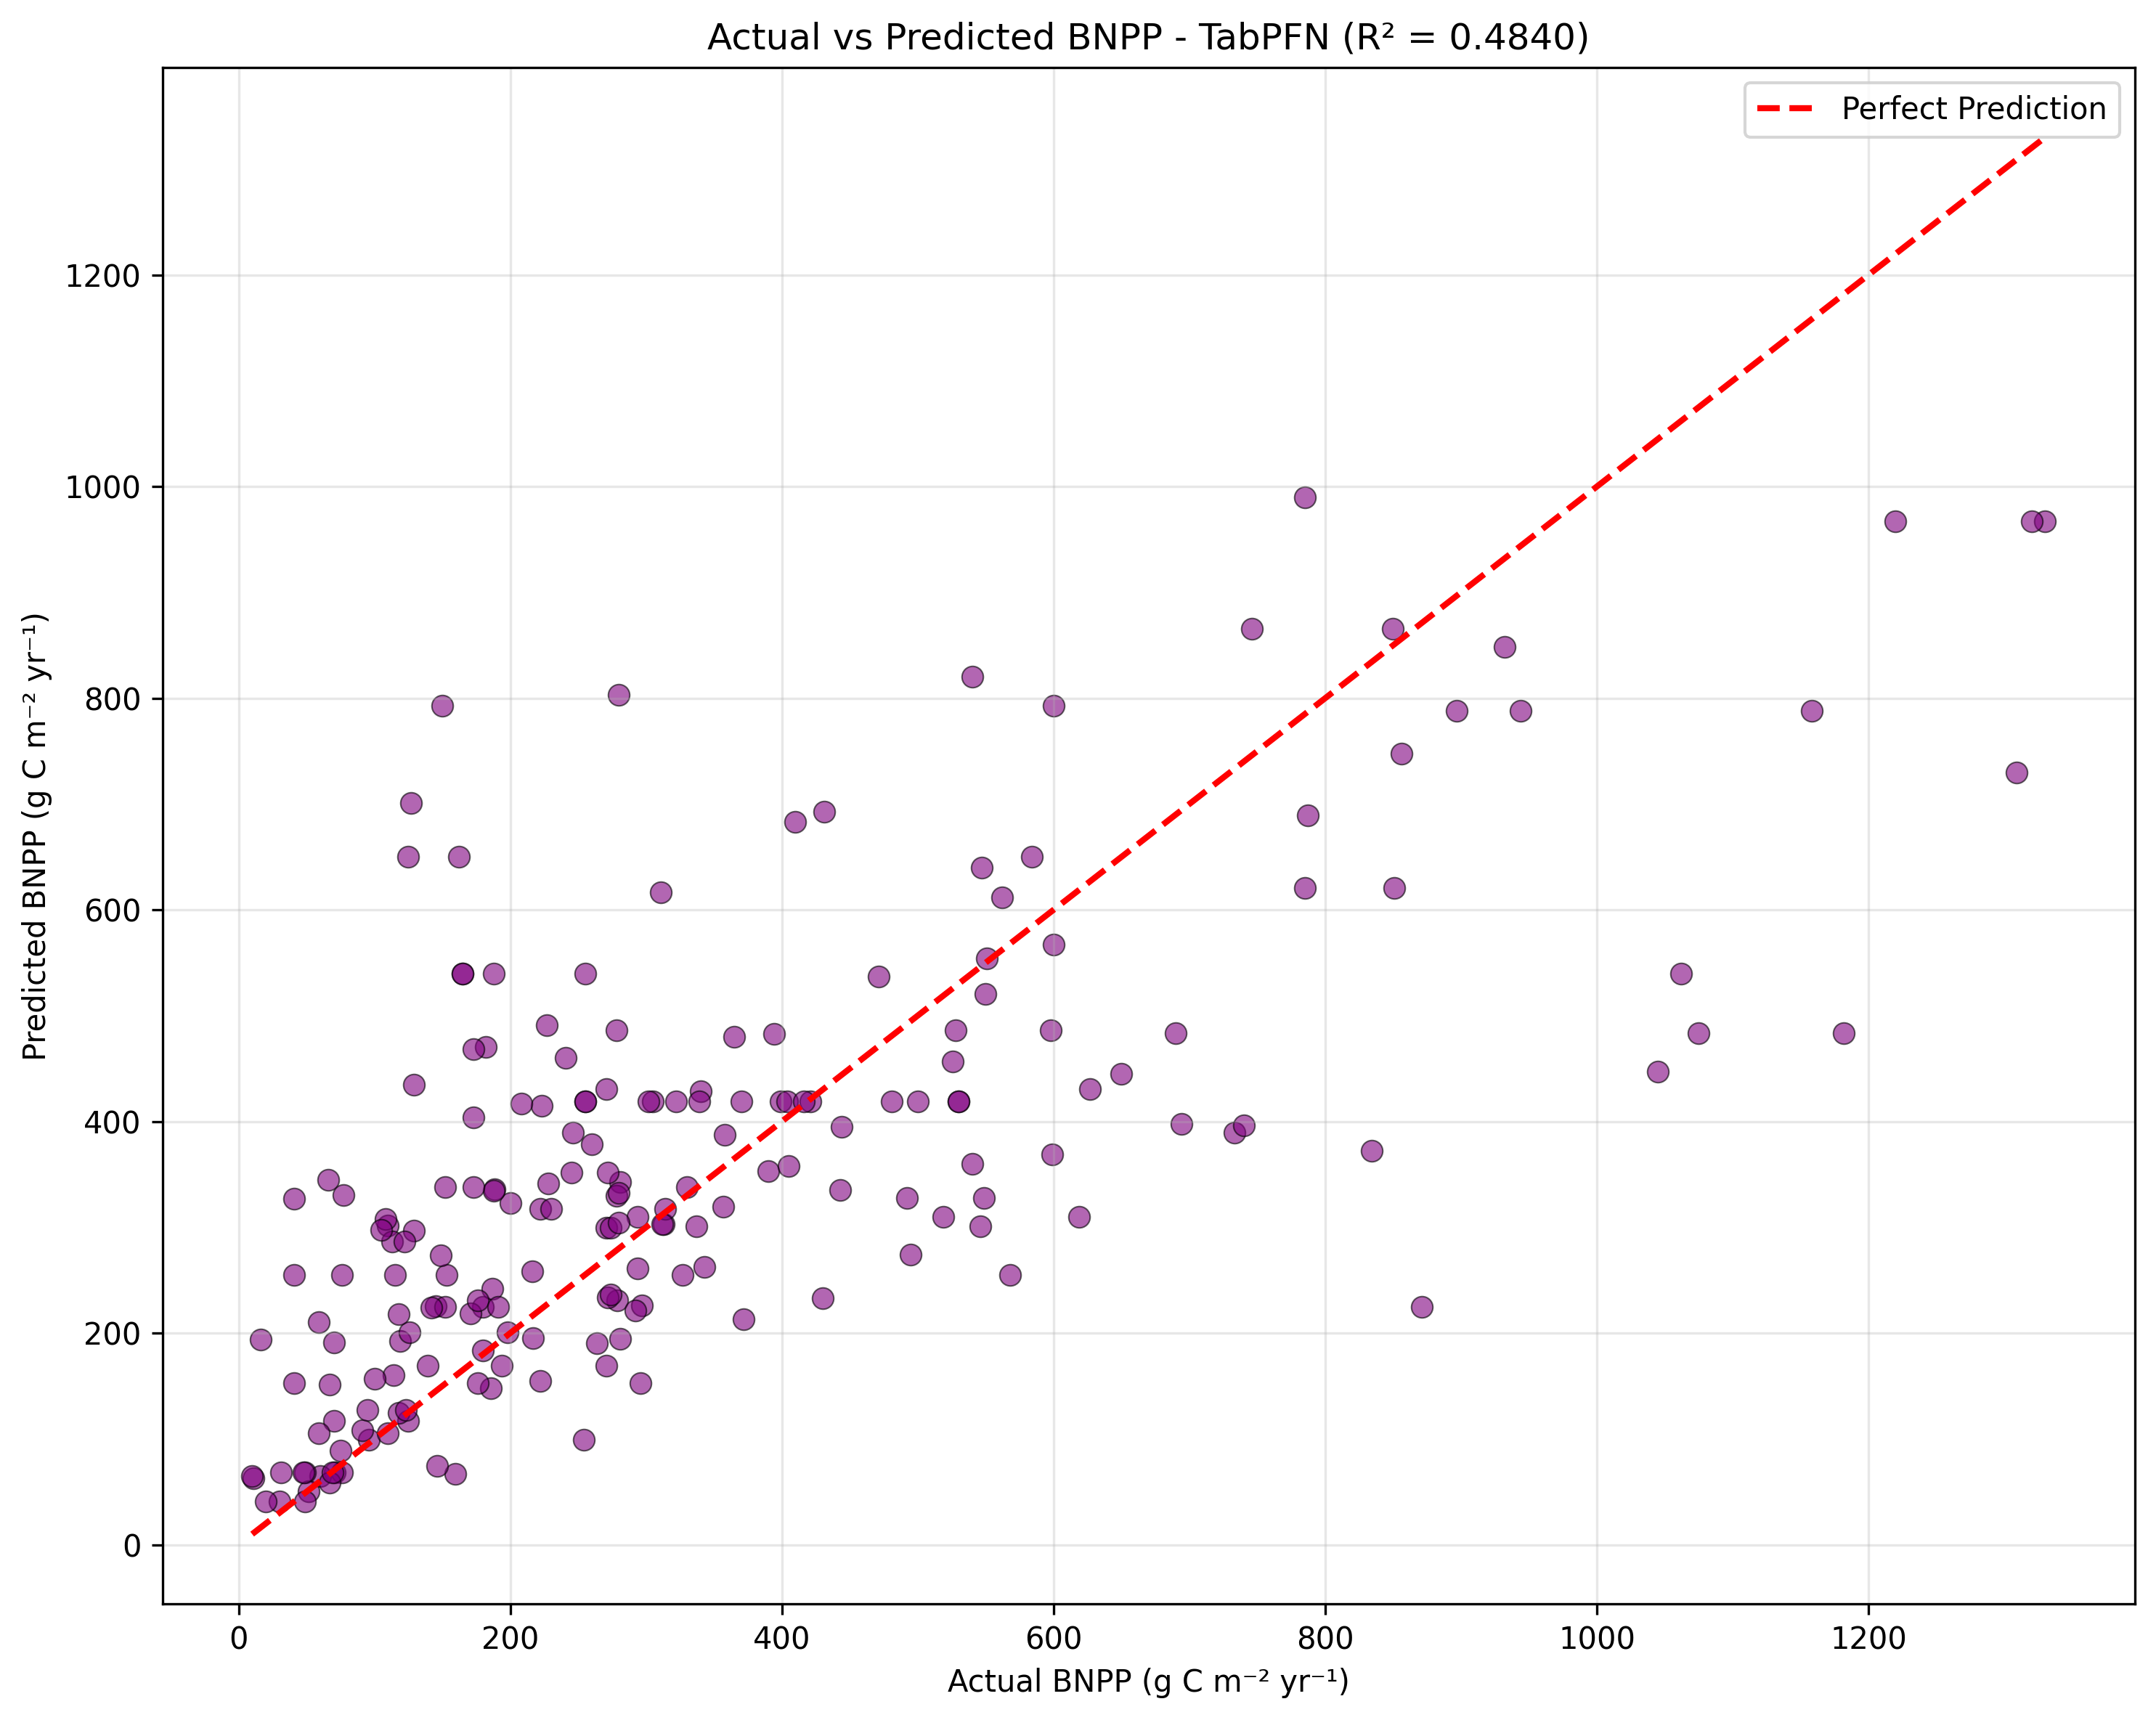 Actual vs Predicted BNPP - TabPFN (R² = 0.4840)
Perfect Prediction
Predicted BNPP (g C m⁻² yr⁻¹)
1200
1000
800
600
400
200
0
0 200 400 600 800 1000 1200
Actual BNPP (g C m⁻² yr⁻¹)